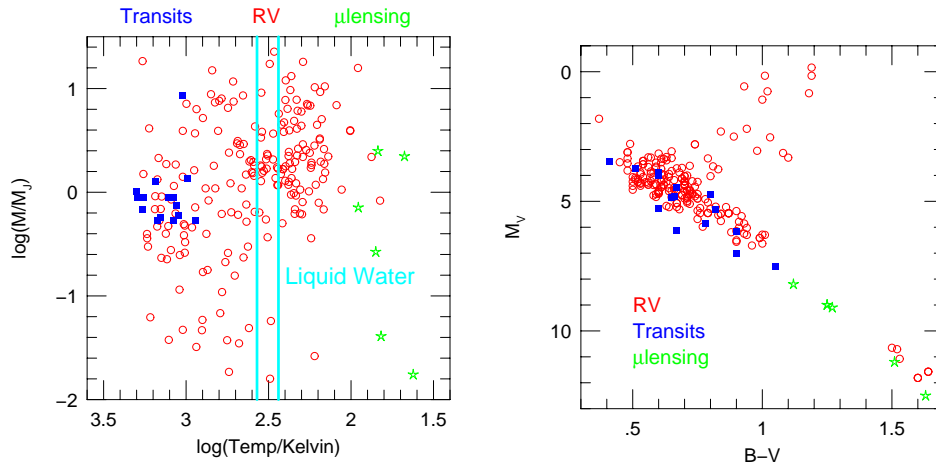 Transits RV μlensing
1
0
−1
−2
log(M/M_J)
Liquid Water
3.5 3 2.5 2 1.5
log(Temp/Kelvin)
0
5
10
M_V
RV
Transits
μlensing
.5 1 1.5
B−V